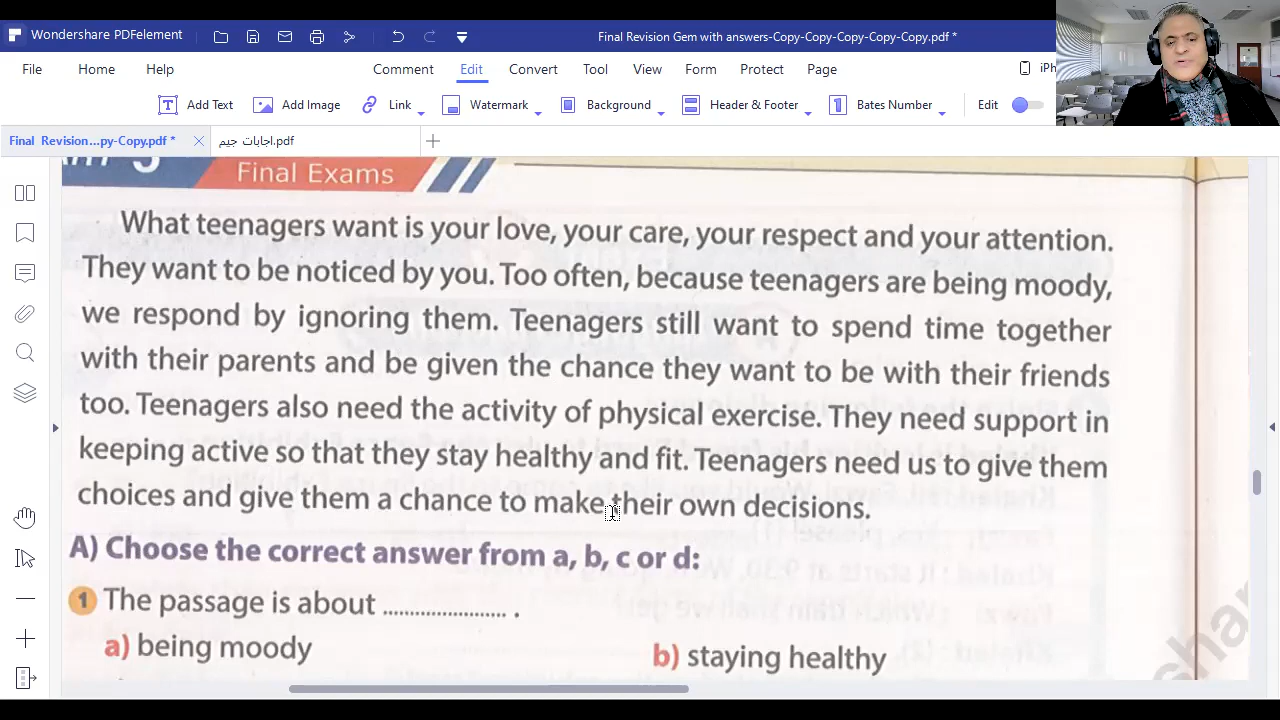 Wondershare PDFelement
Final Revision Gem with answers-Copy-Copy-Copy-Copy-Copy.pdf *
File Home Help Comment Edit Convert Tool View Form Protect Page
Add Text Add Image Link Watermark Background Header & Footer Bates Number Edit
Final Revision...py-Copy.pdf * اجابات جيم.pdf
Final Exams
What teenagers want is your love, your care, your respect and your attention.
They want to be noticed by you. Too often, because teenagers are being moody,
we respond by ignoring them. Teenagers still want to spend time together
with their parents and be given the chance they want to be with their friends
too. Teenagers also need the activity of physical exercise. They need support in
keeping active so that they stay healthy and fit. Teenagers need us to give them
choices and give them a chance to make their own decisions.
A) Choose the correct answer from a, b, c or d:
1 The passage is about ...................... .
a) being moody
b) staying healthy